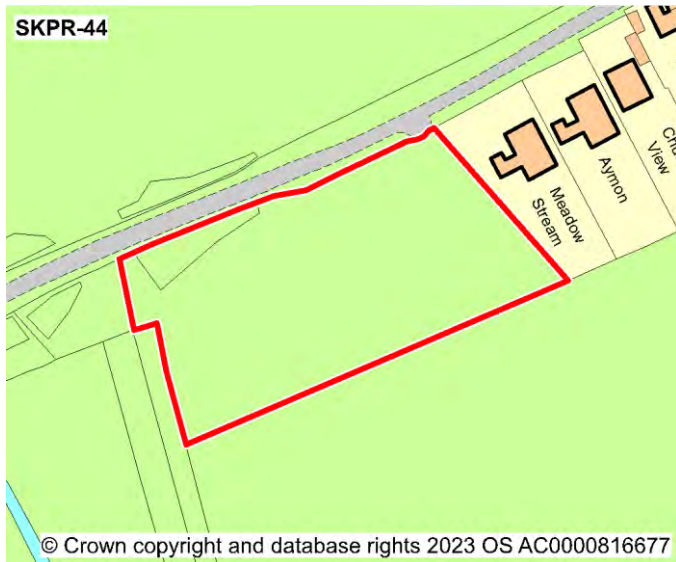 SKPR-44
Meadow
Stream
Aymon
View
© Crown copyright and database rights 2023 OS AC0000816677